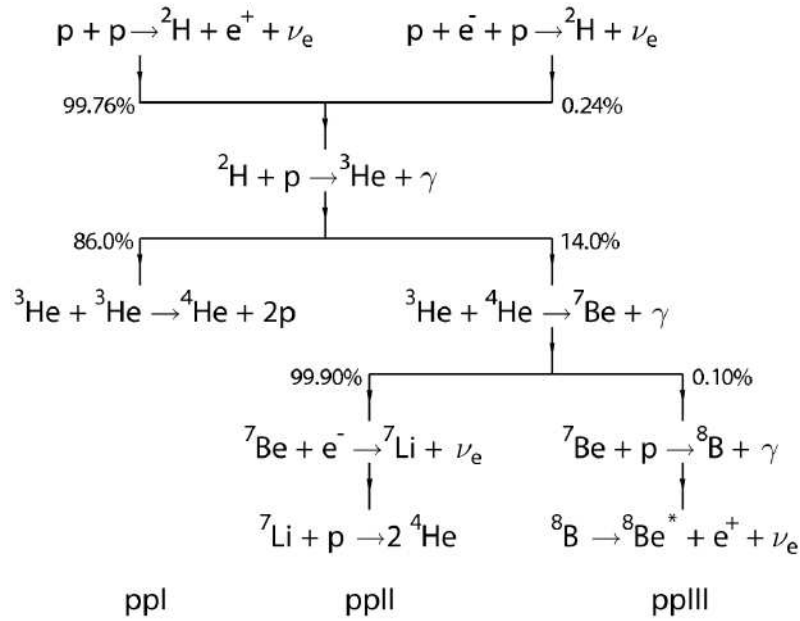 p + p → ²H + e⁺ + νₑ p + e⁻ + p → ²H + νₑ
99.76% 0.24%
²H + p → ³He + γ
86.0% 14.0%
³He + ³He → ⁴He + 2p ³He + ⁴He → ⁷Be + γ
99.90% 0.10%
⁷Be + e⁻ → ⁷Li + νₑ ⁷Be + p → ⁸B + γ
⁷Li + p → 2 ⁴He ⁸B → ⁸Be* + e⁺ + νₑ
ppI ppII ppIII